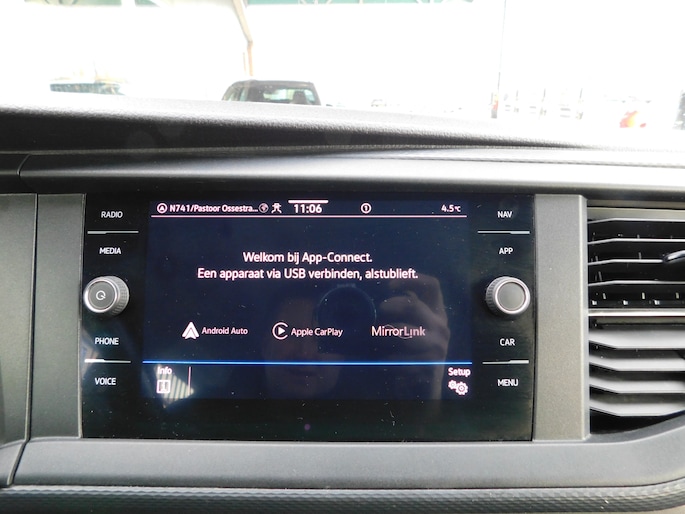 RADIO
MEDIA
PHONE
VOICE
N741/Pastoor Ossestra...
11:06
1
4.5°C
Welkom bij App-Connect.
Een apparaat via USB verbinden, alstublieft.
Android Auto
Apple CarPlay
MirrorLink
Info
Setup
NAV
APP
CAR
MENU